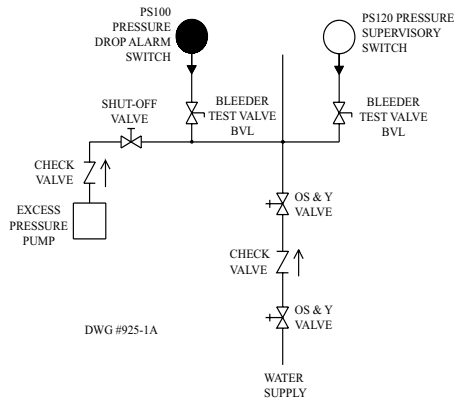 PS100
PRESSURE
DROP ALARM
SWITCH
PS120 PRESSURE
SUPERVISORY
SWITCH
SHUT-OFF
VALVE
BLEEDER
TEST VALVE
BVL
BLEEDER
TEST VALVE
BVL
CHECK
VALVE
EXCESS
PRESSURE
PUMP
OS & Y
VALVE
CHECK
VALVE
OS & Y
VALVE
DWG #925-1A
WATER
SUPPLY